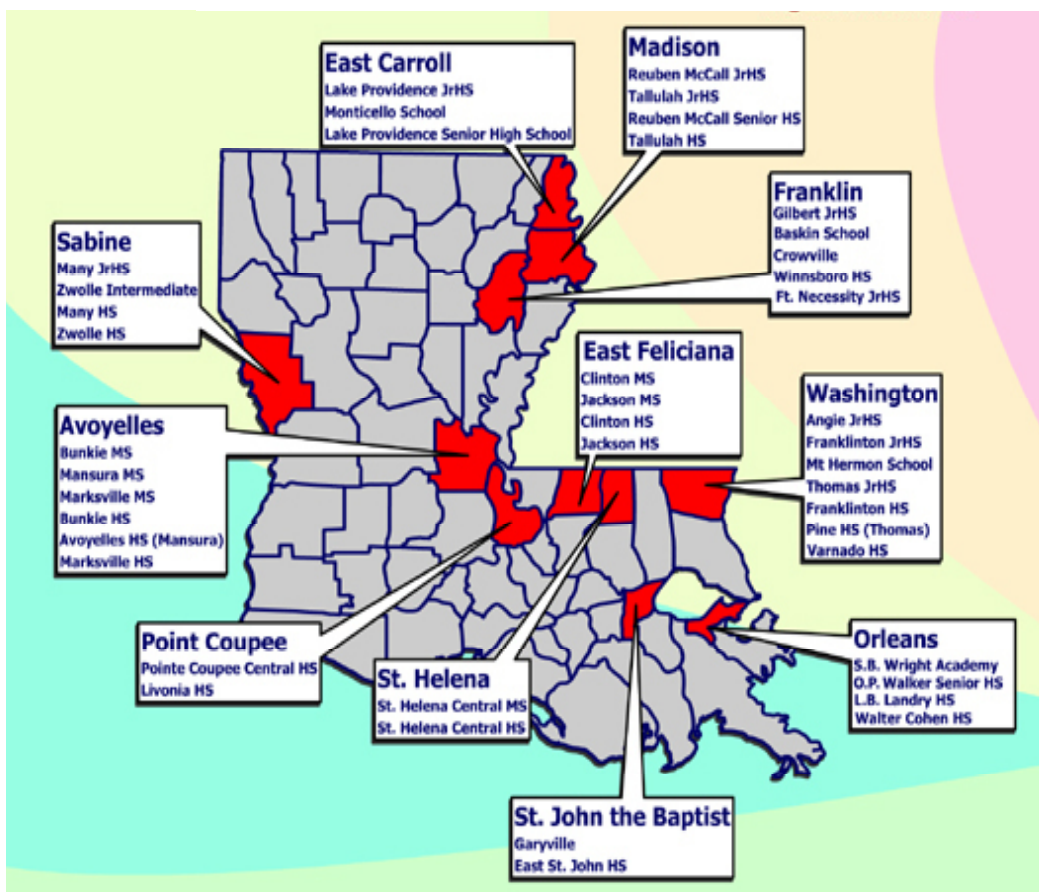 East Carroll
Lake Providence JrHS
Monticello School
Lake Providence Senior High School
Madison
Reuben McCall JrHS
Tallulah JrHS
Reuben McCall Senior HS
Tallulah HS
Franklin
Gilbert JrHS
Baskin School
Crowville
Winnsboro HS
Ft. Necessity JrHS
Sabine
Many JrHS
Zwolle Intermediate
Many HS
Zwolle HS
East Feliciana
Clinton MS
Jackson MS
Clinton HS
Jackson HS
Washington
Angie JrHS
Franklinton JrHS
Mt Hermon School
Thomas JrHS
Franklinton HS
Pine HS (Thomas)
Varnado HS
Avoyelles
Bunkie MS
Mansura MS
Marksville MS
Bunkie HS
Avoyelles HS (Mansura)
Marksville HS
Point Coupee
Pointe Coupee Central HS
Livonia HS
St. Helena
St. Helena Central MS
St. Helena Central HS
Orleans
S.B. Wright Academy
O.P. Walker Senior HS
L.B. Landry HS
Walter Cohen HS
St. John the Baptist
Garyville
East St. John HS